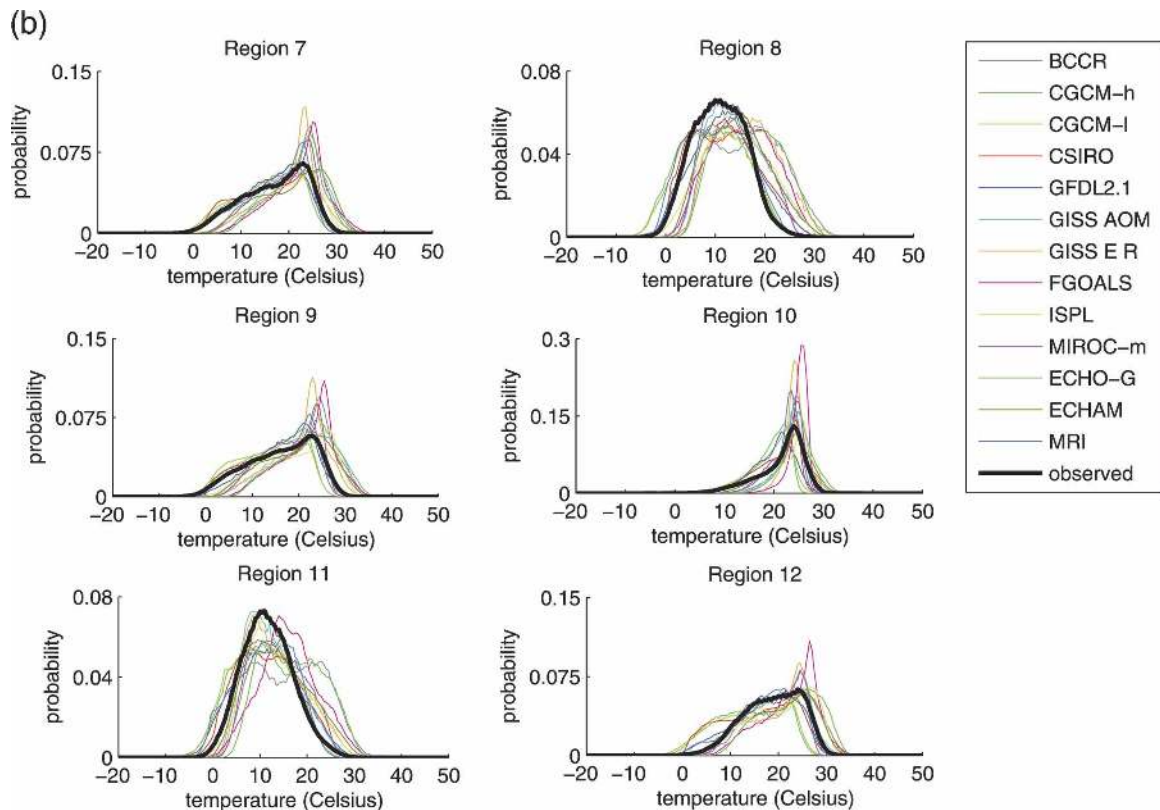 (b)
Region 7
0.15
0.075
0
probability
−20 −10 0 10 20 30 40 50
temperature (Celsius)
Region 8
0.08
0.04
0
probability
−20 −10 0 10 20 30 40 50
temperature (Celsius)
Region 9
0.15
0.075
0
probability
−20 −10 0 10 20 30 40 50
temperature (Celsius)
Region 10
0.3
0.15
0
probability
−20 −10 0 10 20 30 40 50
temperature (Celsius)
Region 11
0.08
0.04
0
probability
−20 −10 0 10 20 30 40 50
temperature (Celsius)
Region 12
0.15
0.075
0
probability
−20 −10 0 10 20 30 40 50
temperature (Celsius)
BCCR
CGCM−h
CGCM−l
CSIRO
GFDL2.1
GISS AOM
GISS E R
FGOALS
ISPL
MIROC−m
ECHO−G
ECHAM
MRI
observed